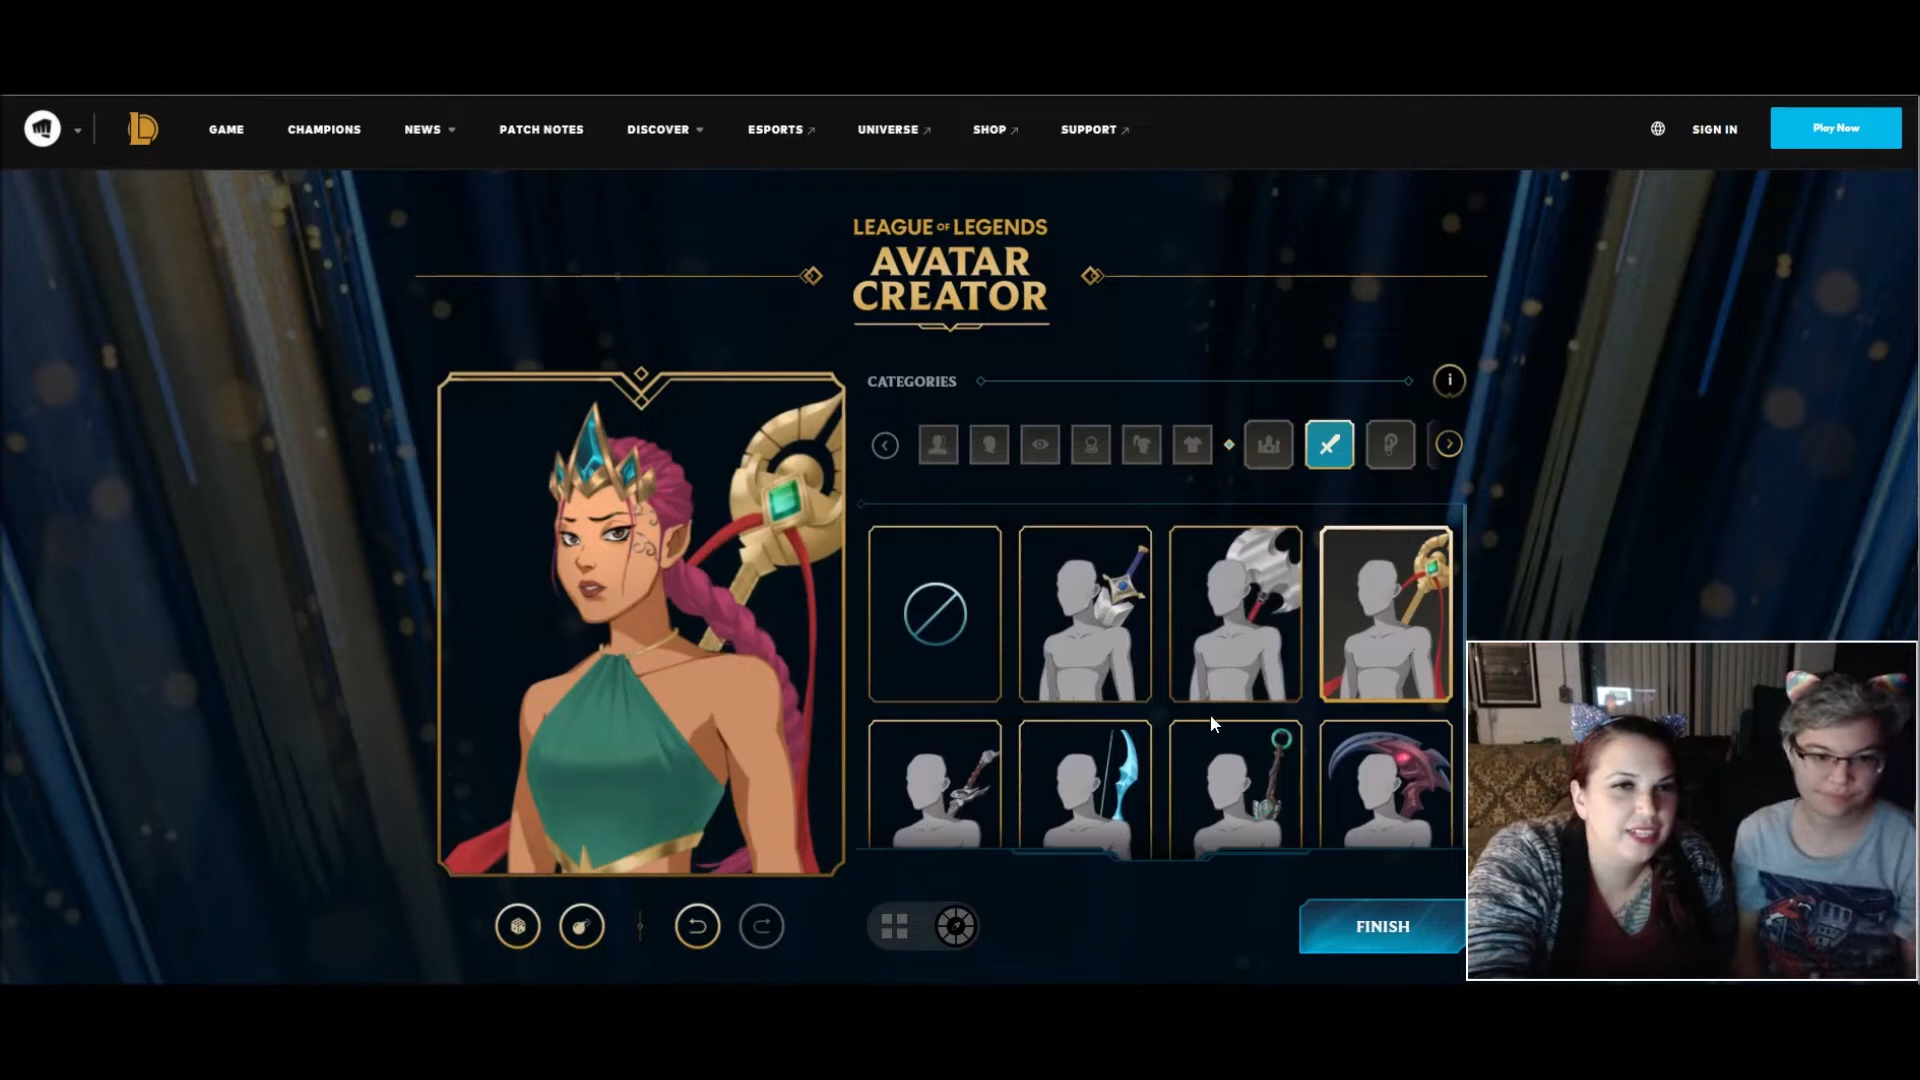 GAME
CHAMPIONS
NEWS
PATCH NOTES
DISCOVER
ESPORTS
UNIVERSE
SHOP
SUPPORT
SIGN IN
Play Now
LEAGUE OF LEGENDS
AVATAR
CREATOR
CATEGORIES
i
FINISH